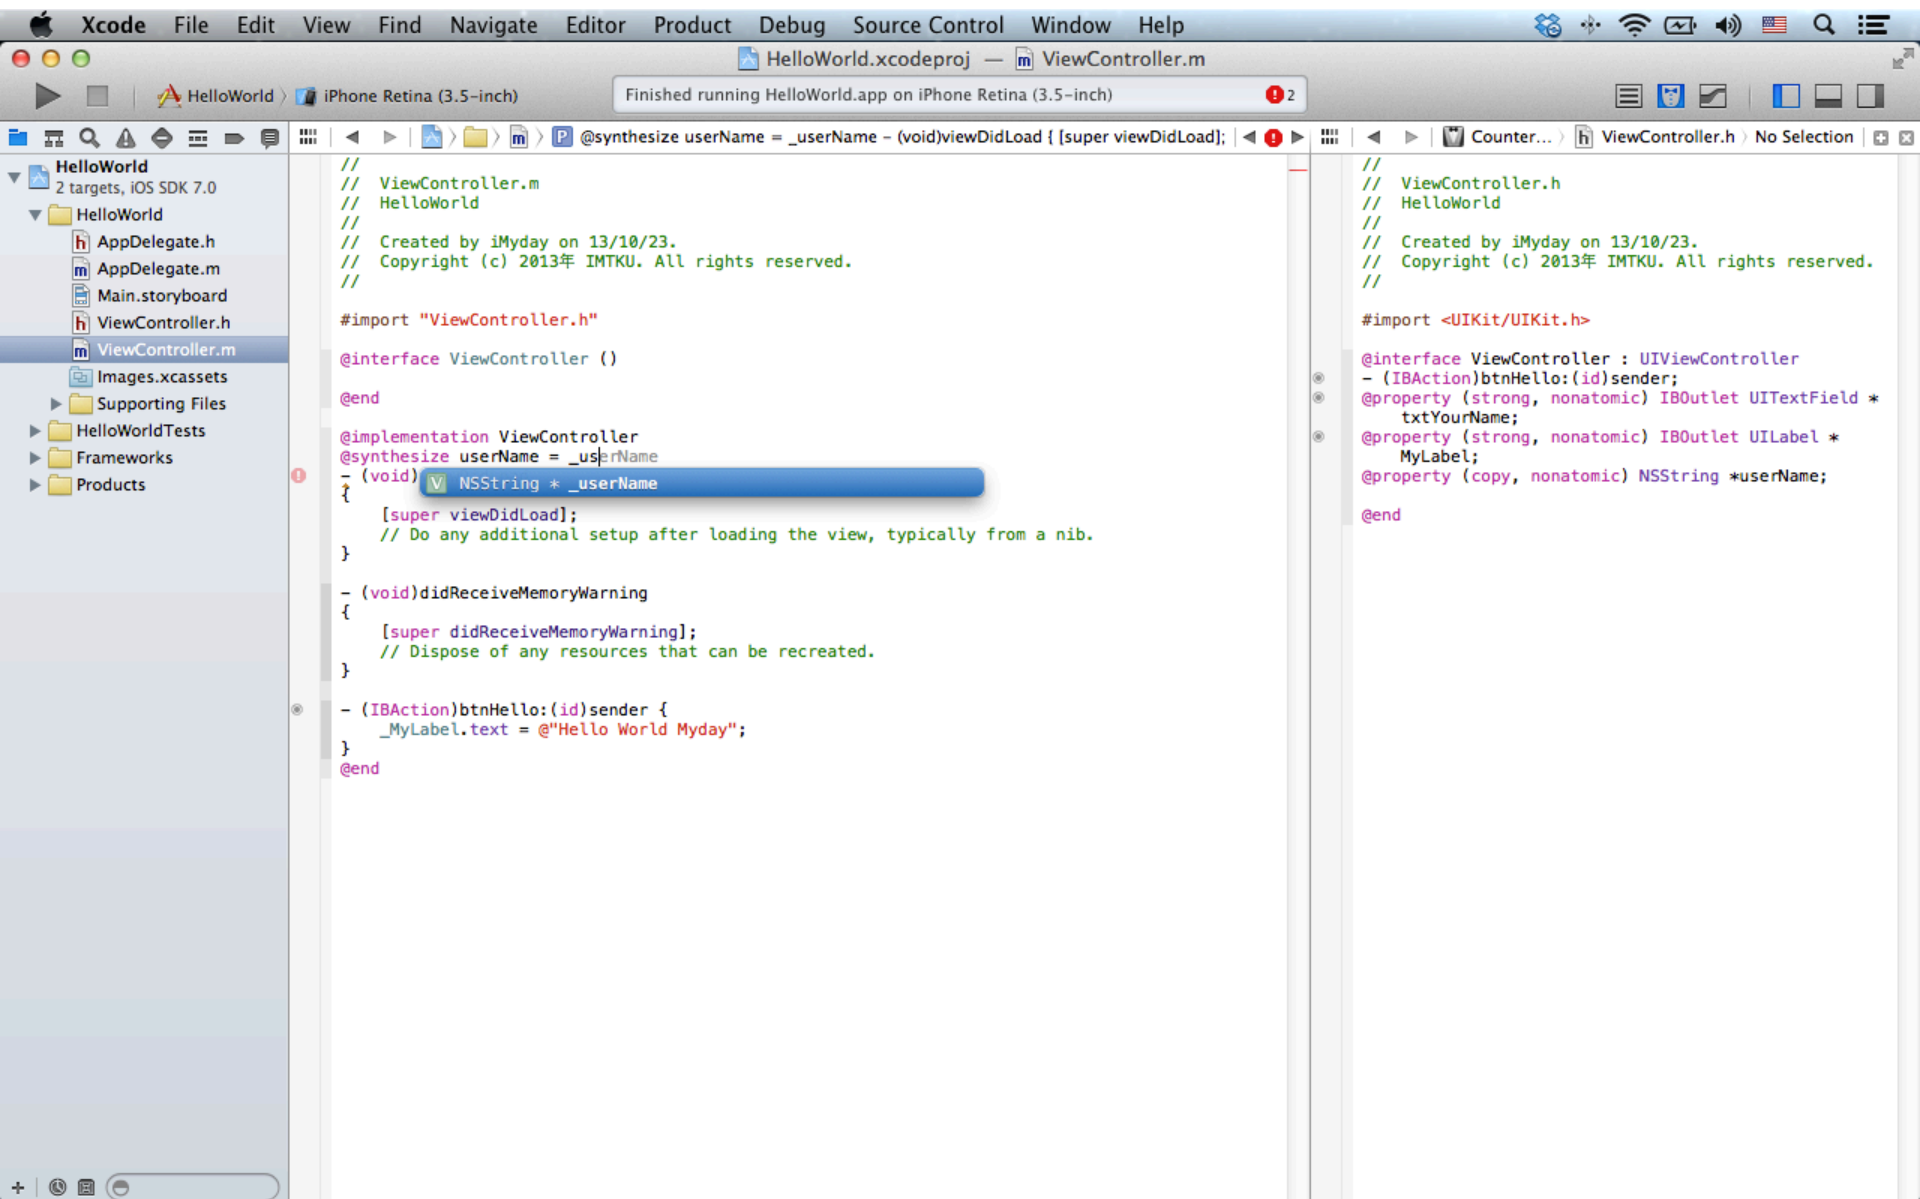 Xcode File Edit View Find Navigate Editor Product Debug Source Control Window Help
HelloWorld.xcodeproj — m ViewController.m
HelloWorld iPhone Retina (3.5-inch)
Finished running HelloWorld.app on iPhone Retina (3.5-inch) 2
m P @synthesize userName = _userName – (void)viewDidLoad { [super viewDidLoad];
Counter... h ViewController.h No Selection
HelloWorld
2 targets, iOS SDK 7.0
HelloWorld
h AppDelegate.h
m AppDelegate.m
Main.storyboard
h ViewController.h
m ViewController.m
Images.xcassets
Supporting Files
HelloWorldTests
Frameworks
Products
//
// ViewController.m
// HelloWorld
//
// Created by iMyday on 13/10/23.
// Copyright (c) 2013年 IMTKU. All rights reserved.
//
#import "ViewController.h"
@interface ViewController ()
@end
@implementation ViewController
@synthesize userName = _userName
– (void)
V NSString * _userName
{
[super viewDidLoad];
// Do any additional setup after loading the view, typically from a nib.
}
– (void)didReceiveMemoryWarning
{
[super didReceiveMemoryWarning];
// Dispose of any resources that can be recreated.
}
– (IBAction)btnHello:(id)sender {
_MyLabel.text = @"Hello World Myday";
}
@end
//
// ViewController.h
// HelloWorld
//
// Created by iMyday on 13/10/23.
// Copyright (c) 2013年 IMTKU. All rights reserved.
//
#import <UIKit/UIKit.h>
@interface ViewController : UIViewController
– (IBAction)btnHello:(id)sender;
@property (strong, nonatomic) IBOutlet UITextField *
txtYourName;
@property (strong, nonatomic) IBOutlet UILabel *
MyLabel;
@property (copy, nonatomic) NSString *userName;
@end